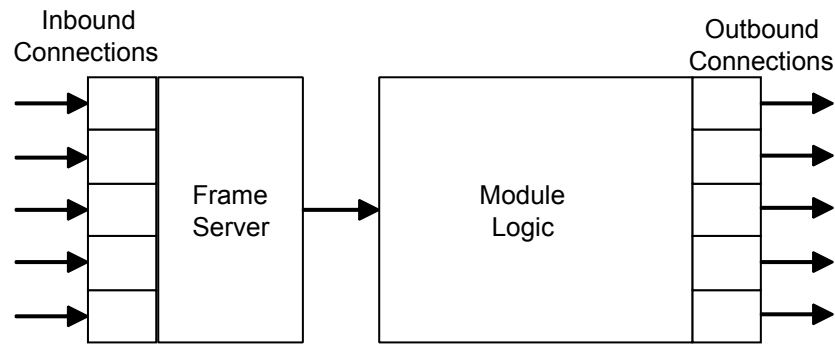 Inbound
Connections
Outbound
Connections
Frame
Server
Module
Logic